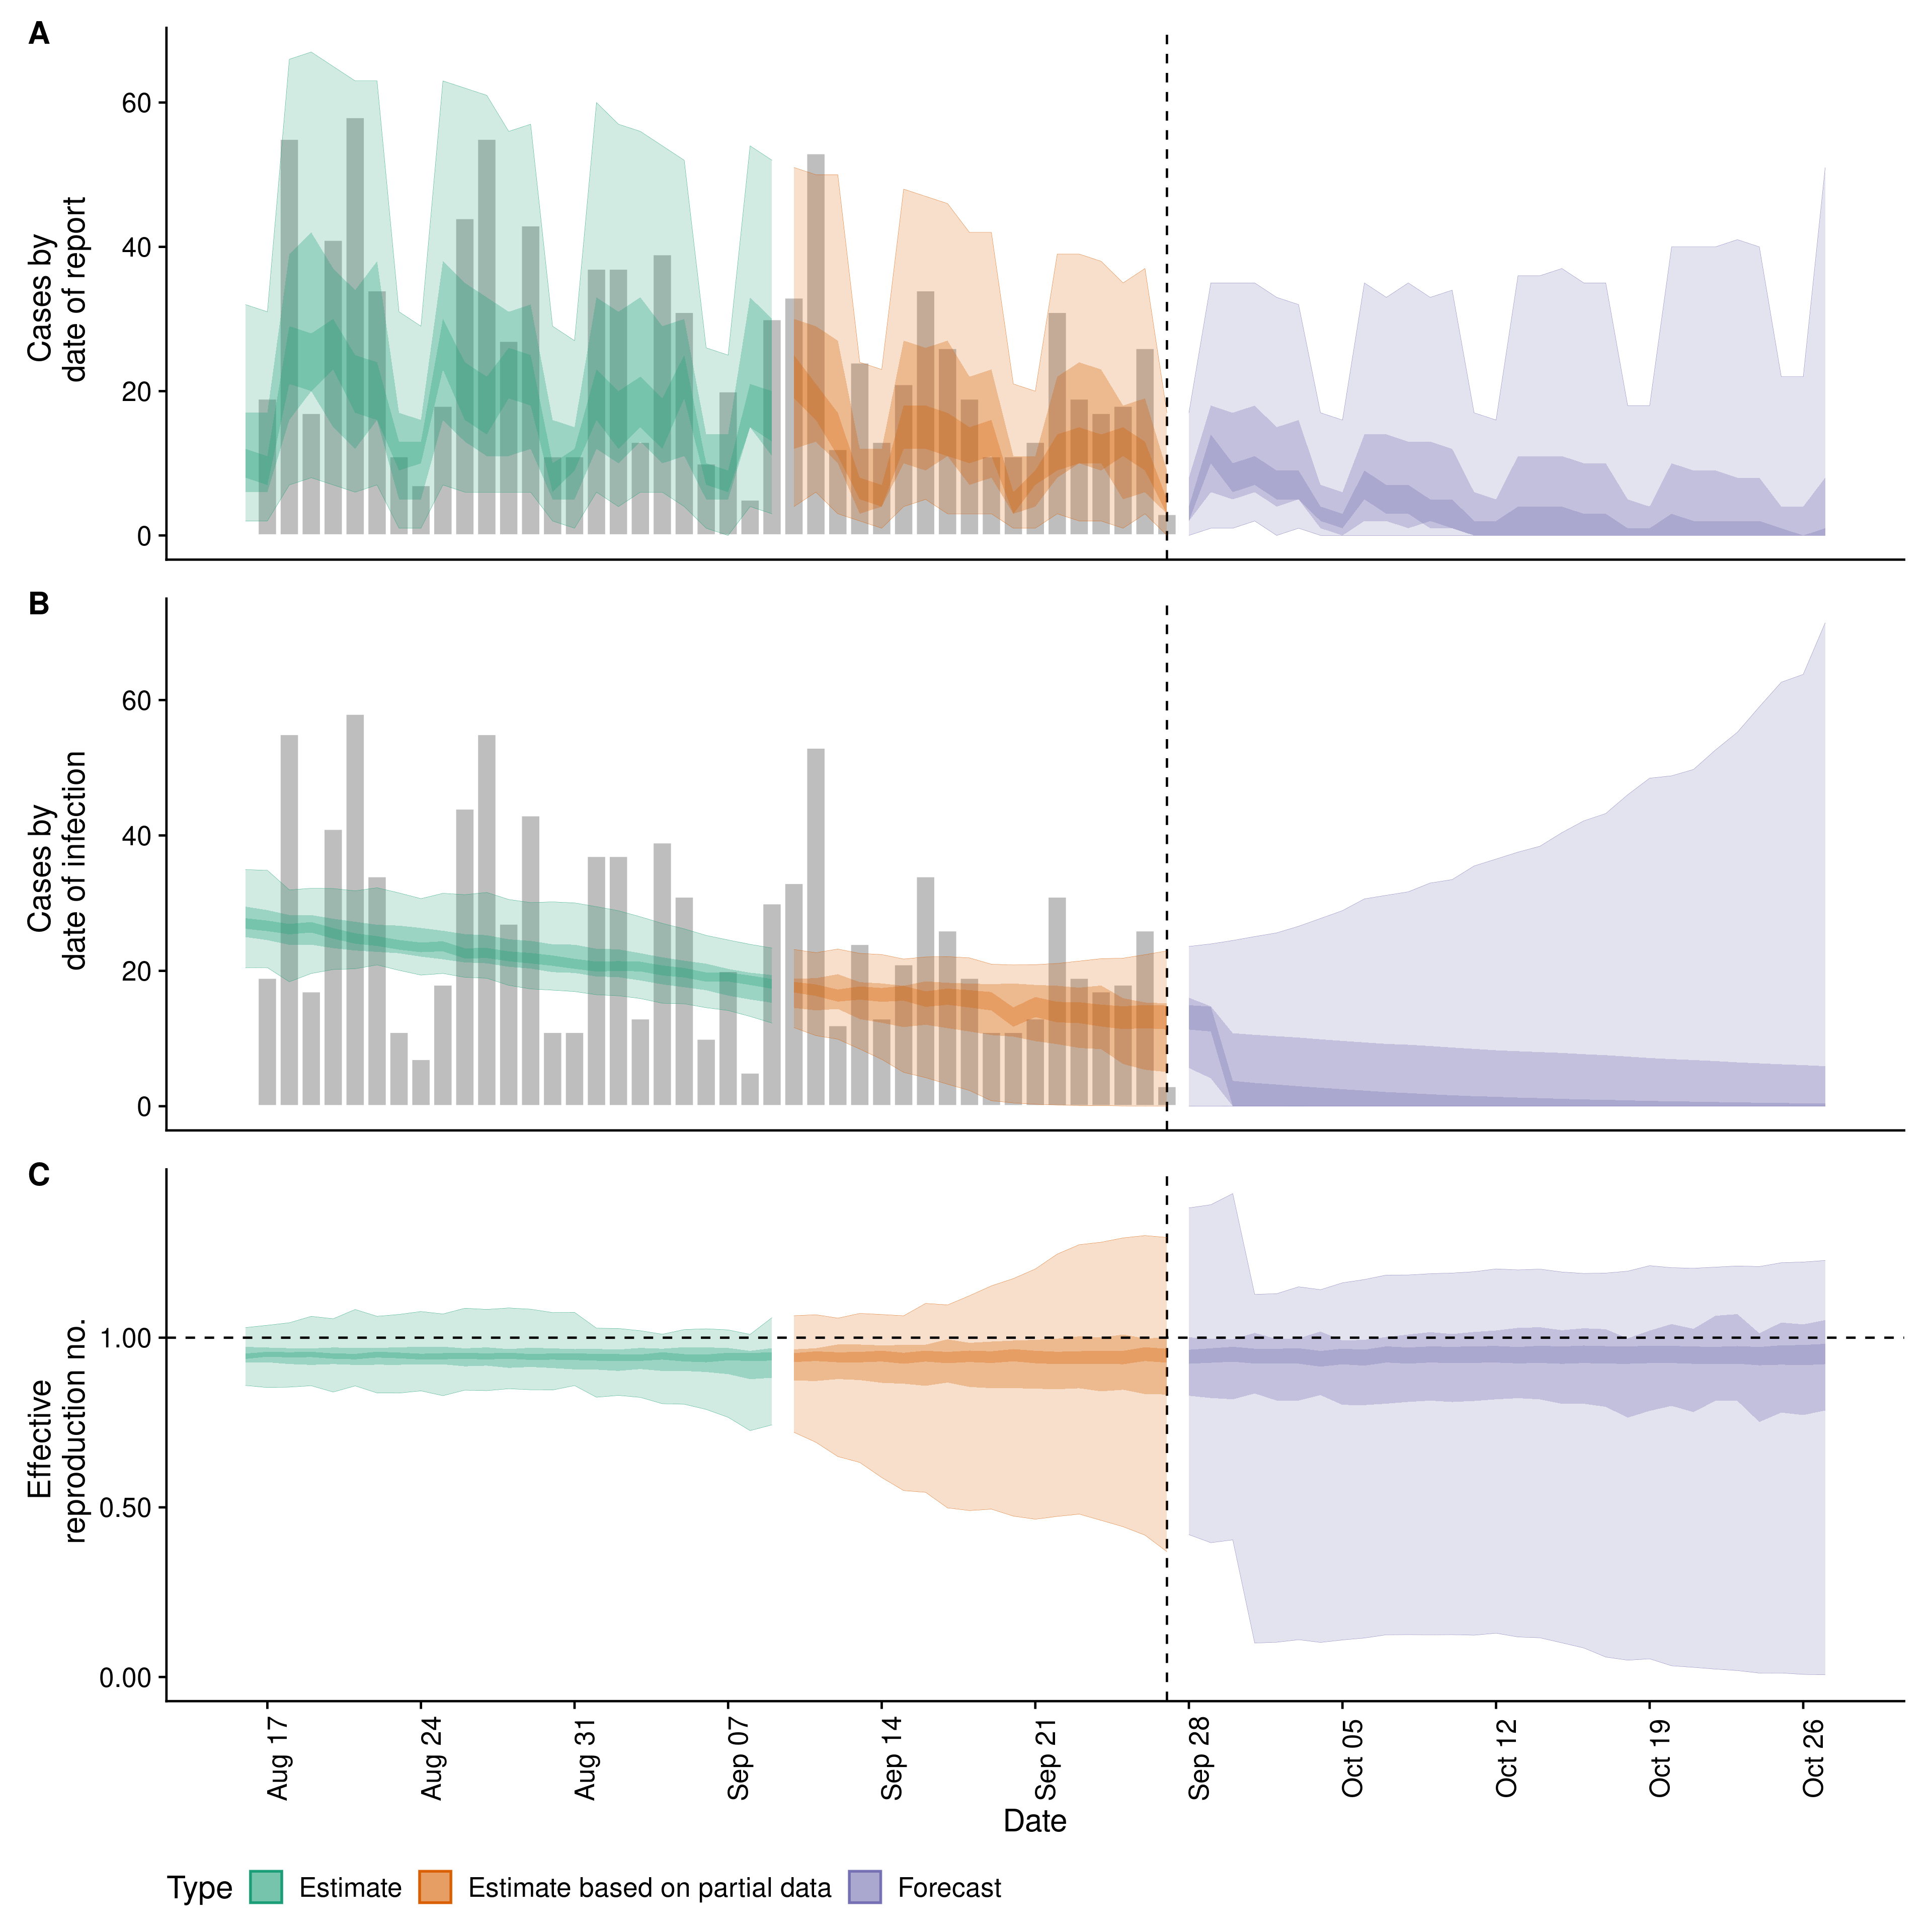 A
60
40
20
0
Cases by
date of report
B
60
40
20
0
Cases by
date of infection
C
1.00
0.50
0.00
Effective
reproduction no.
Aug 17
Aug 24
Aug 31
Sep 07
Sep 14
Sep 21
Sep 28
Oct 05
Oct 12
Oct 19
Oct 26
Date
Type Estimate Estimate based on partial data Forecast